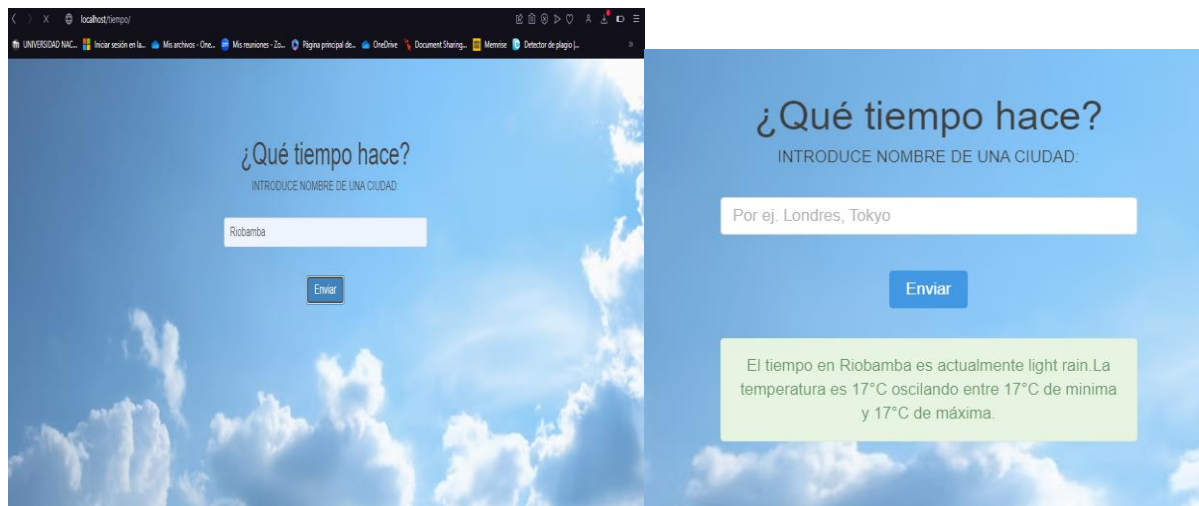 localhost/tiempo/
UNIVERSIDAD NAC... Iniciar sesión en la... Mis archivos - One... Mis reuniones - Zo... Página principal de... OneDrive Document Sharing... Memrise Detector de plagio |...
¿Qué tiempo hace?
INTRODUCE NOMBRE DE UNA CIUDAD:
Riobamba
Enviar
¿Qué tiempo hace?
INTRODUCE NOMBRE DE UNA CIUDAD:
Por ej. Londres, Tokyo
Enviar
El tiempo en Riobamba es actualmente light rain.La
temperatura es 17°C oscilando entre 17°C de minima
y 17°C de máxima.